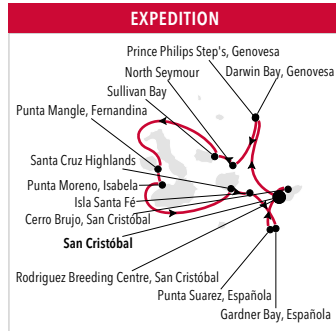 EXPEDITION
Prince Philips Step's, Genovesa
North Seymour
Darwin Bay, Genovesa
Sullivan Bay
Punta Mangle, Fernandina
Santa Cruz Highlands
Punta Moreno, Isabela
Isla Santa Fé
Cerro Brujo, San Cristóbal
San Cristóbal
Rodriguez Breeding Centre, San Cristóbal
Punta Suarez, Española
Gardner Bay, Española